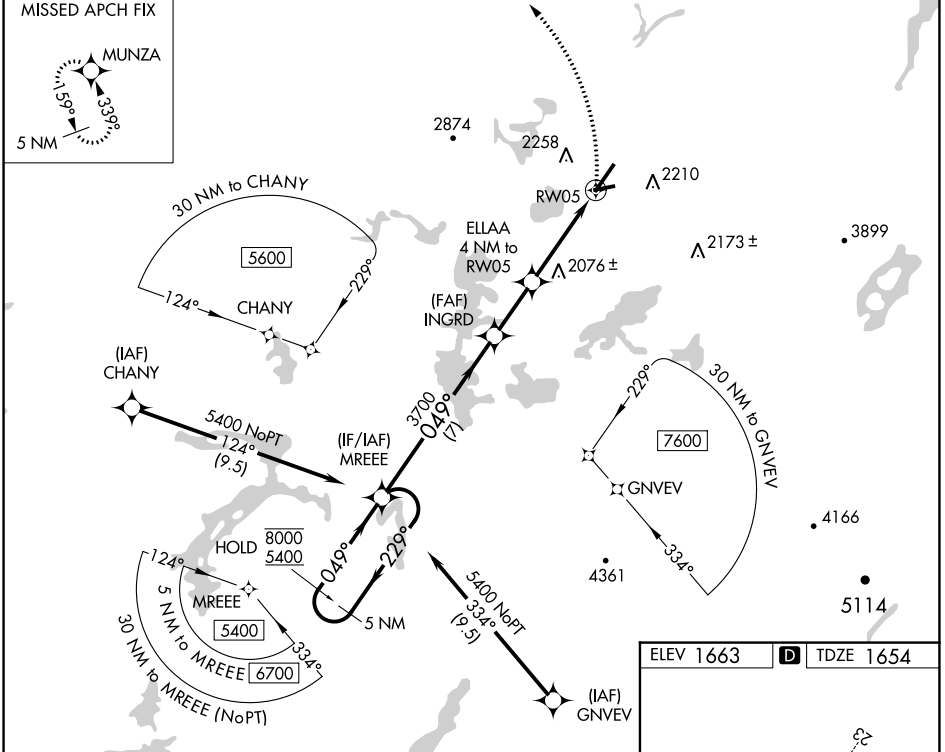 MISSED APCH FIX
MUNZA
159°
339°
5 NM
2874
2258
2210
RW05
30 NM to CHANY
5600
229°
124°
CHANY
ELLAA
4 NM to
RW05
2076 ±
2173 ±
3899
(FAF)
INGRD
(IAF)
CHANY
5400 NoPT
124°
(9.5)
3700
049°
(7)
(IF/IAF)
MREEE
229°
30 NM to GNVEV
7600
GNVEV
334°
4166
4361
5114
HOLD
8000
5400
049°
229°
5 NM
124°
MREEE
5400
334°
5 NM to MREEE
6700
30 NM to MREEE (NoPT)
5400 NoPT
334°
(9.5)
(IAF)
GNVEV
ELEV 1663
D
TDZE 1654
23